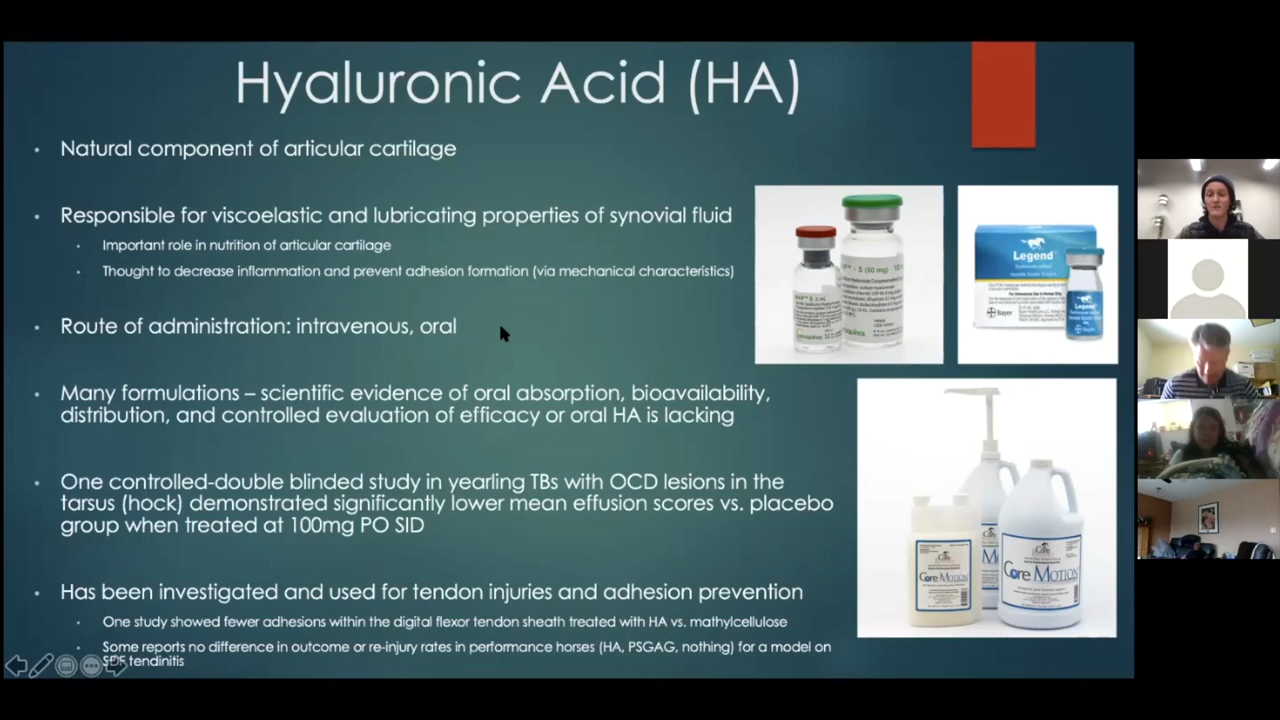 Hyaluronic Acid (HA)
Natural component of articular cartilage
Responsible for viscoelastic and lubricating properties of synovial fluid
Important role in nutrition of articular cartilage
Thought to decrease inflammation and prevent adhesion formation (via mechanical characteristics)
Route of administration: intravenous, oral
Many formulations – scientific evidence of oral absorption, bioavailability,
distribution, and controlled evaluation of efficacy or oral HA is lacking
One controlled-double blinded study in yearling TBs with OCD lesions in the
tarsus (hock) demonstrated significantly lower mean effusion scores vs. placebo
group when treated at 100mg PO SID
Has been investigated and used for tendon injuries and adhesion prevention
One study showed fewer adhesions within the digital flexor tendon sheath treated with HA vs. mathylcellulose
Some reports no difference in outcome or re-injury rates in performance horses (HA, PSGAG, nothing) for a model on
SDF tendinitis
Legend
Bayer
Legend
Core Motion
Core Motion